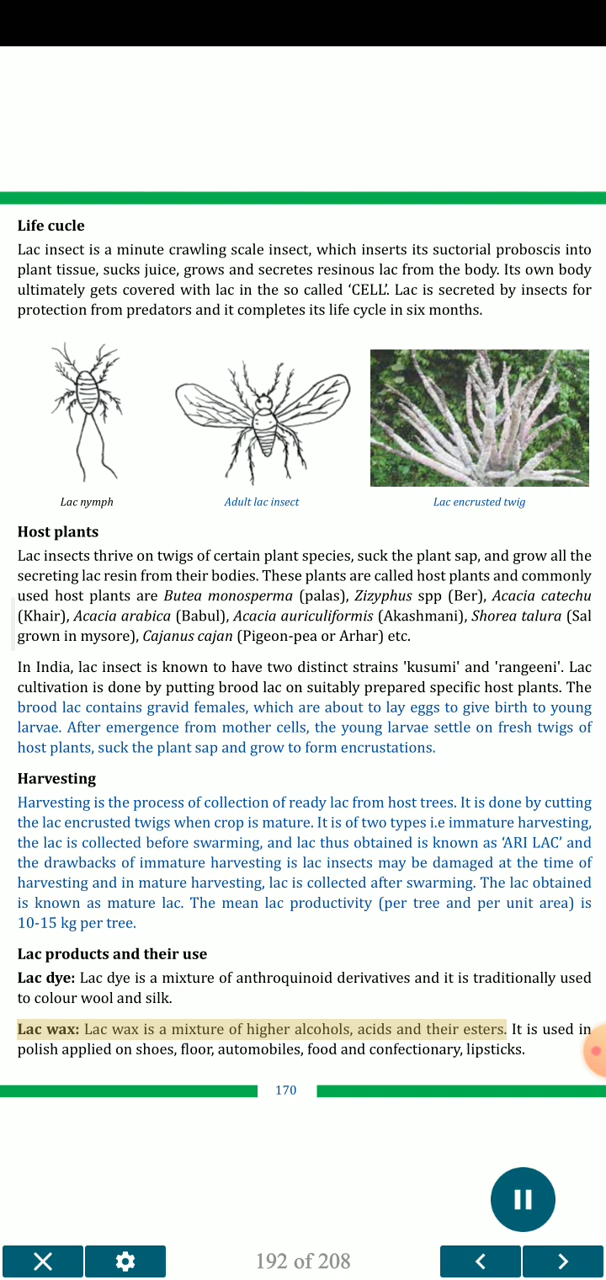 Life cucle
Lac insect is a minute crawling scale insect, which inserts its suctorial proboscis into
plant tissue, sucks juice, grows and secretes resinous lac from the body. Its own body
ultimately gets covered with lac in the so called ‘CELL’. Lac is secreted by insects for
protection from predators and it completes its life cycle in six months.
Lac nymph
Adult lac insect
Lac encrusted twig
Host plants
Lac insects thrive on twigs of certain plant species, suck the plant sap, and grow all the
secreting lac resin from their bodies. These plants are called host plants and commonly
used host plants are Butea monosperma (palas), Zizyphus spp (Ber), Acacia catechu
(Khair), Acacia arabica (Babul), Acacia auriculiformis (Akashmani), Shorea talura (Sal
grown in mysore), Cajanus cajan (Pigeon-pea or Arhar) etc.
In India, lac insect is known to have two distinct strains 'kusumi' and 'rangeeni'. Lac
cultivation is done by putting brood lac on suitably prepared specific host plants. The
brood lac contains gravid females, which are about to lay eggs to give birth to young
larvae. After emergence from mother cells, the young larvae settle on fresh twigs of
host plants, suck the plant sap and grow to form encrustations.
Harvesting
Harvesting is the process of collection of ready lac from host trees. It is done by cutting
the lac encrusted twigs when crop is mature. It is of two types i.e immature harvesting,
the lac is collected before swarming, and lac thus obtained is known as ‘ARI LAC’ and
the drawbacks of immature harvesting is lac insects may be damaged at the time of
harvesting and in mature harvesting, lac is collected after swarming. The lac obtained
is known as mature lac. The mean lac productivity (per tree and per unit area) is
10-15 kg per tree.
Lac products and their use
Lac dye: Lac dye is a mixture of anthroquinoid derivatives and it is traditionally used
to colour wool and silk.
Lac wax: Lac wax is a mixture of higher alcohols, acids and their esters. It is used in
polish applied on shoes, floor, automobiles, food and confectionary, lipsticks.
170
192 of 208